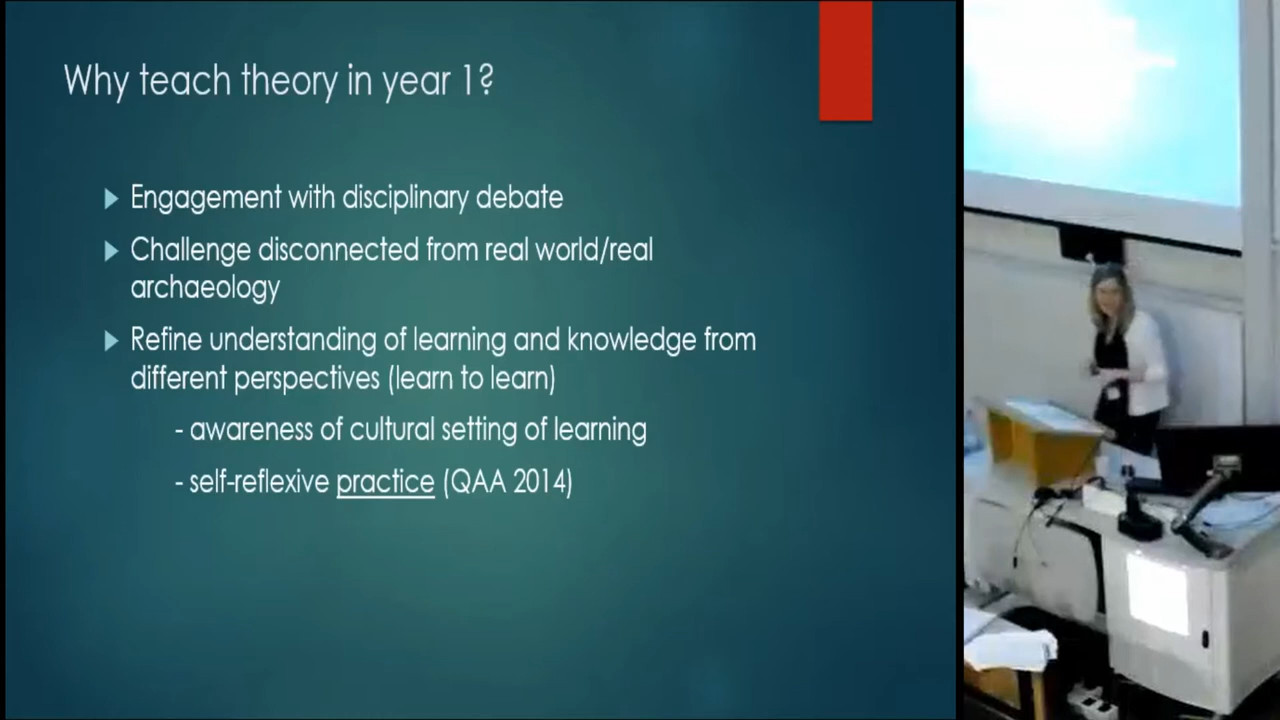 Why teach theory in year 1?
Engagement with disciplinary debate
Challenge disconnected from real world/real
archaeology
Refine understanding of learning and knowledge from
different perspectives (learn to learn)
- awareness of cultural setting of learning
- self-reflexive practice (QAA 2014)